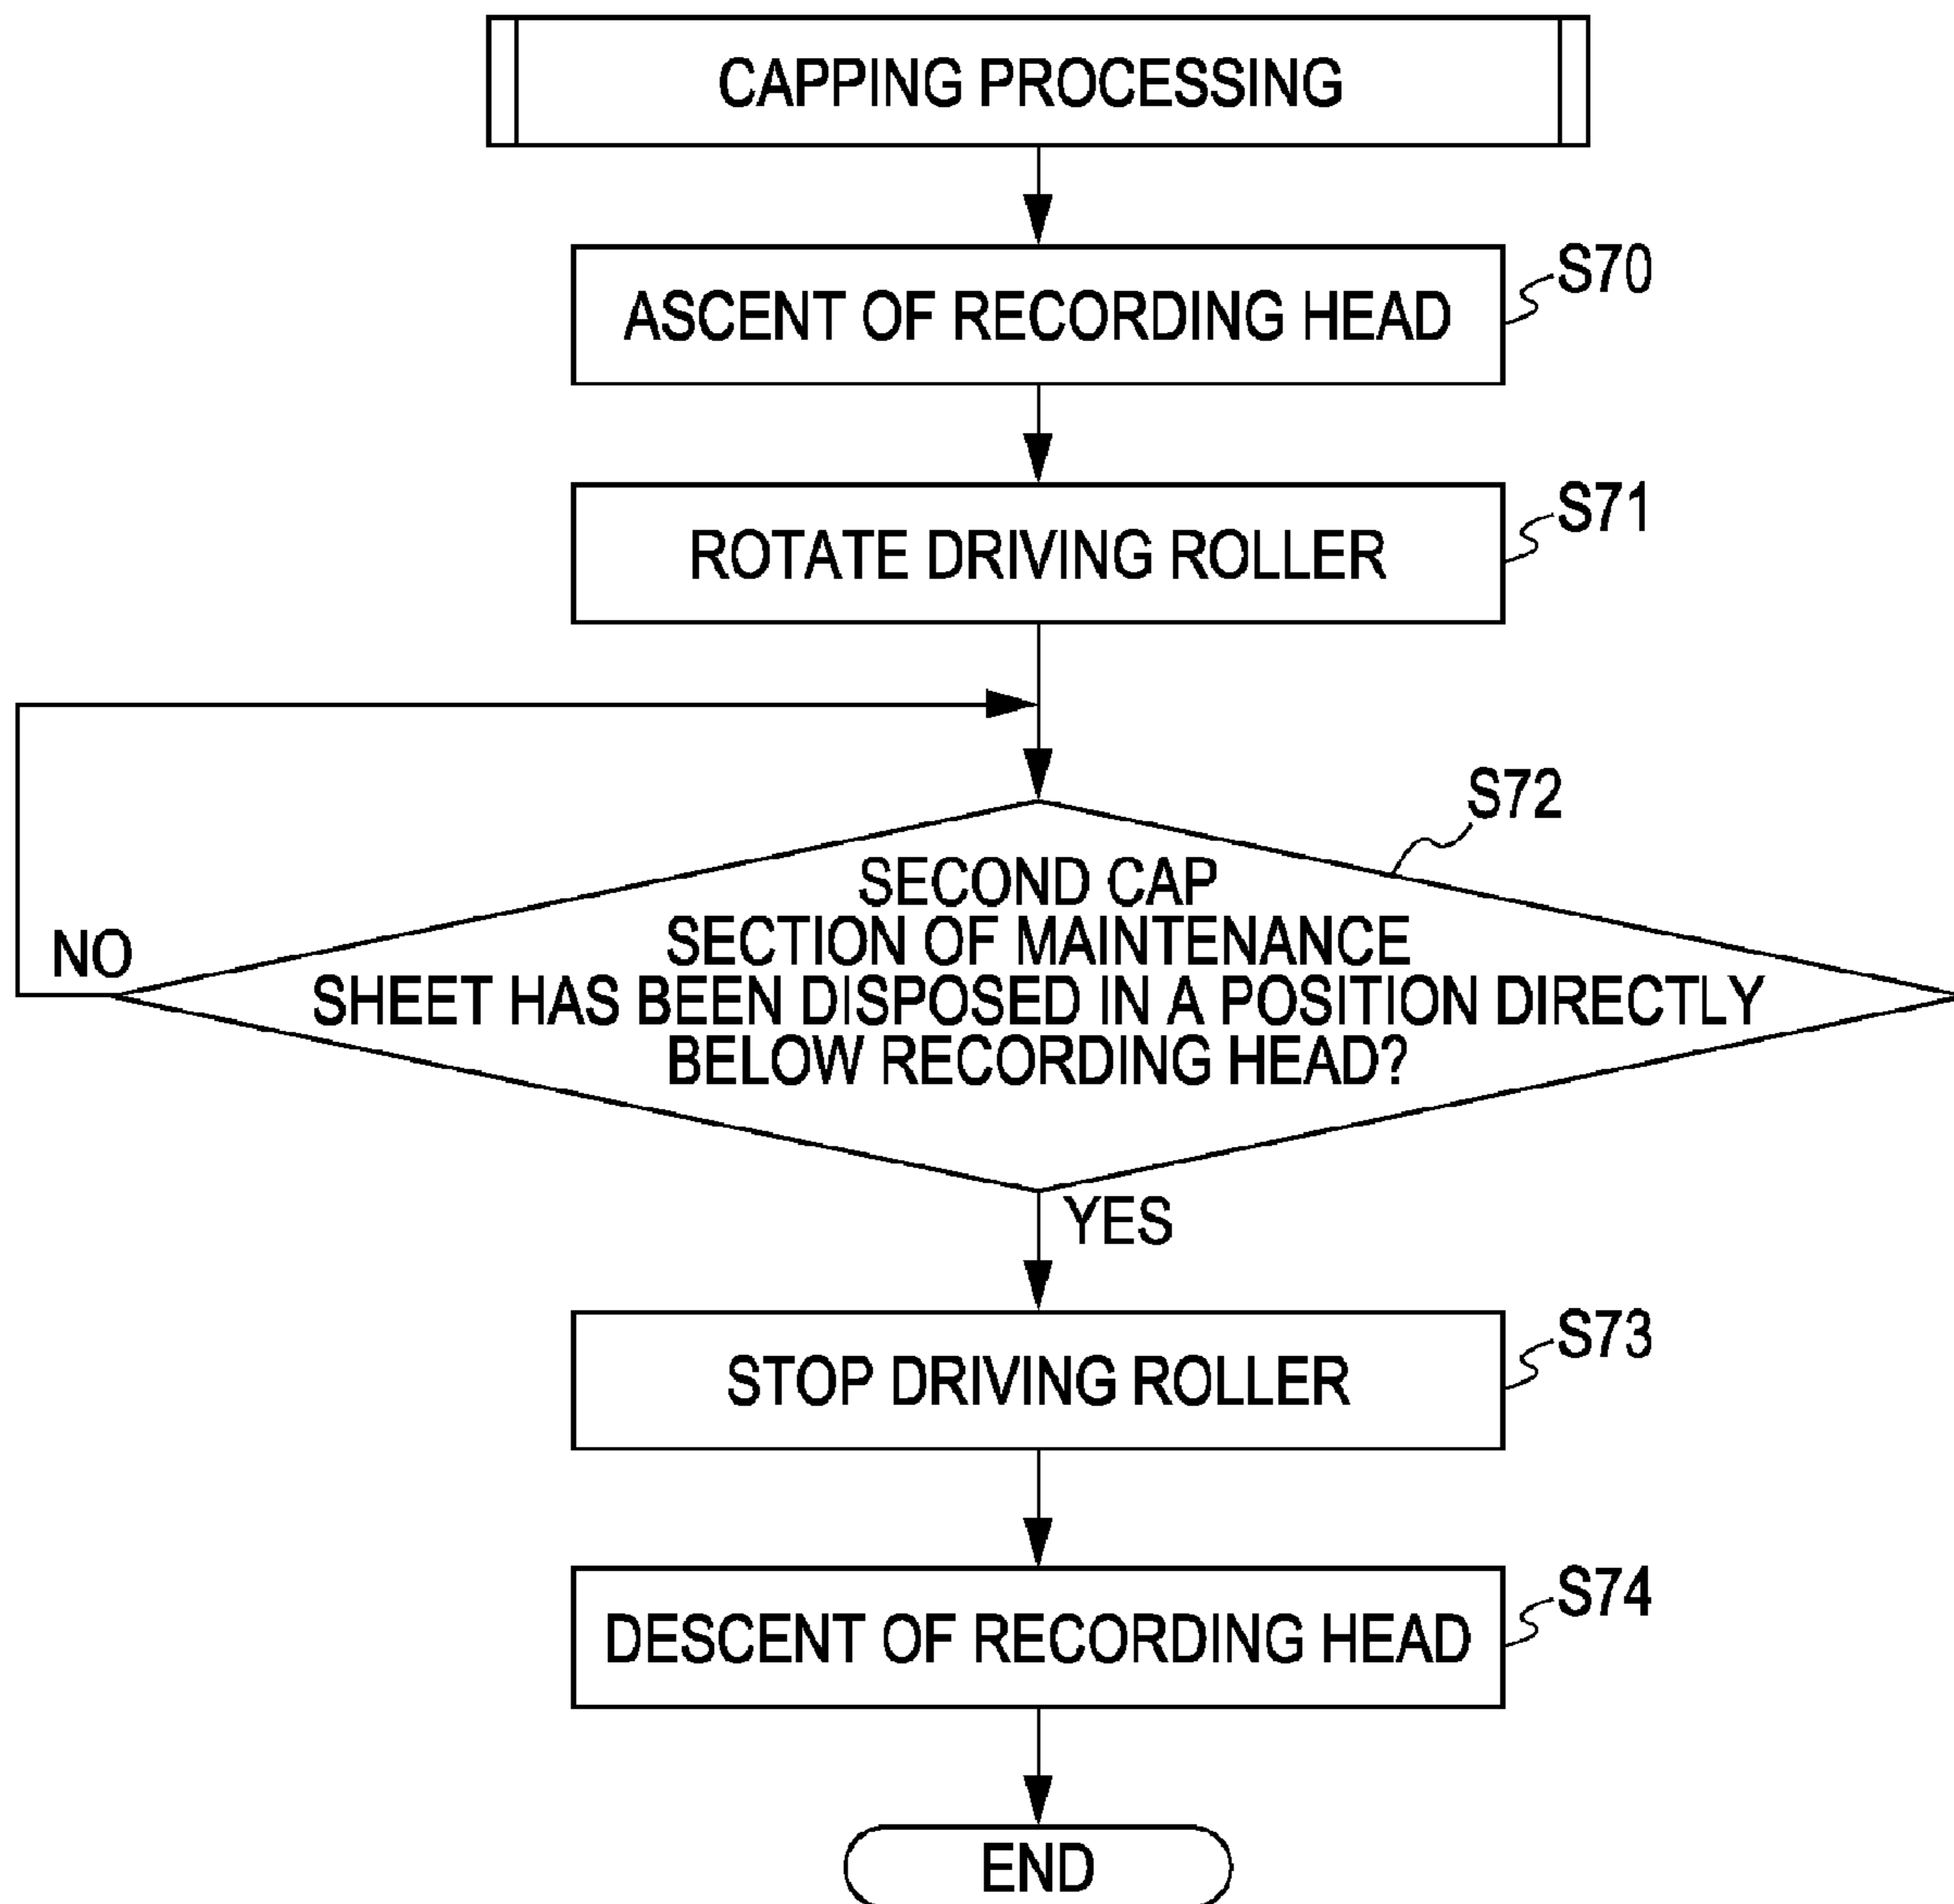 CAPPING PROCESSING
ASCENT OF RECORDING HEAD
S70
ROTATE DRIVING ROLLER
S71
S72
SECOND CAP
SECTION OF MAINTENANCE
SHEET HAS BEEN DISPOSED IN A POSITION DIRECTLY
BELOW RECORDING HEAD?
NO
YES
STOP DRIVING ROLLER
S73
DESCENT OF RECORDING HEAD
S74
END